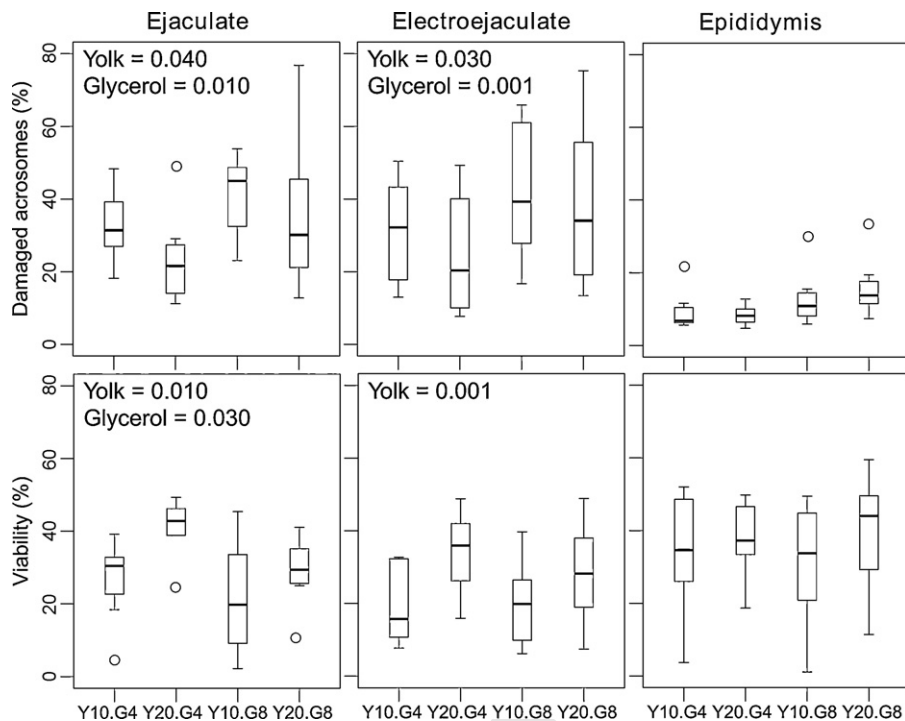 Ejaculate Electroejaculate Epididymis
Damaged acrosomes (%)
80
60
40
20
0
Yolk = 0.040
Glycerol = 0.010
Yolk = 0.030
Glycerol = 0.001
Viability (%)
80
60
40
20
0
Yolk = 0.010
Glycerol = 0.030
Yolk = 0.001
Y10.G4 Y20.G4 Y10.G8 Y20.G8 Y10.G4 Y20.G4 Y10.G8 Y20.G8 Y10.G4 Y20.G4 Y10.G8 Y20.G8